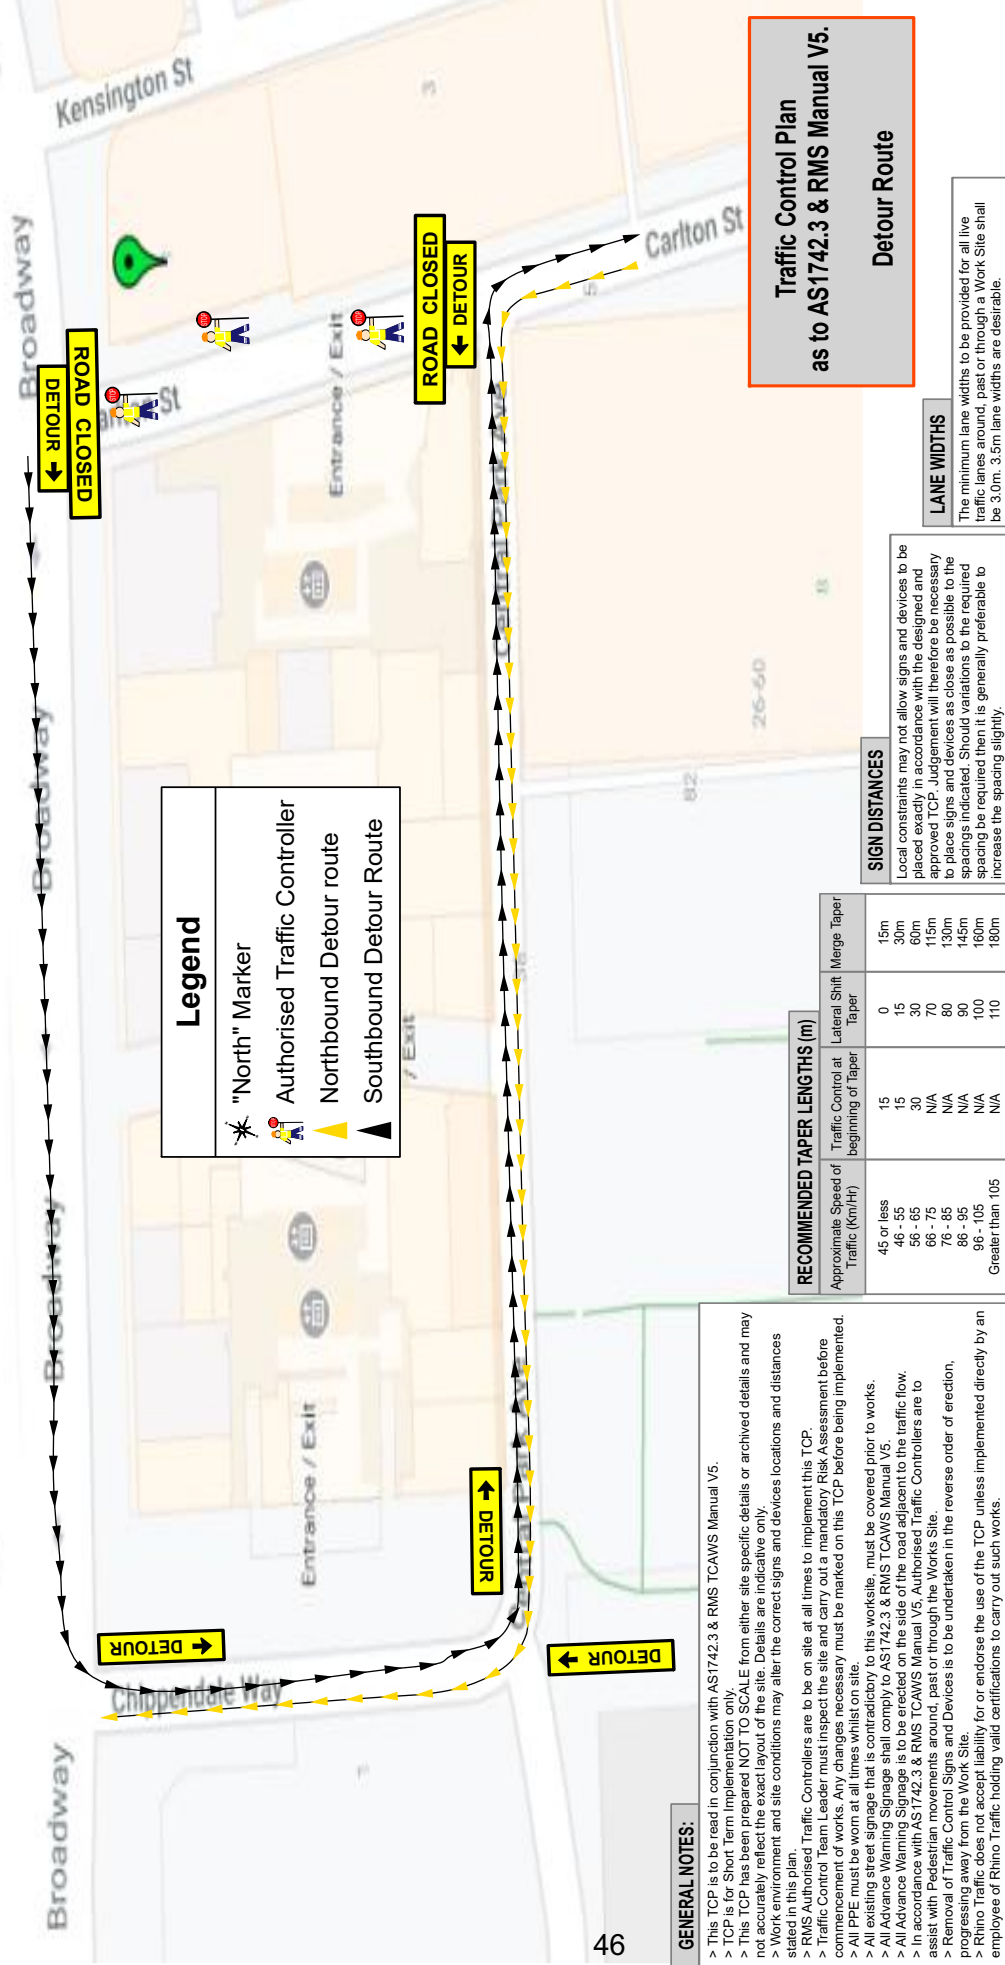 Broadway
Broadway
Broadway
Broadway
Kensington St
DETOUR →
ROAD CLOSED
Entrance / Exit
ROAD CLOSED
← DETOUR
Carlton St
3
5
Central Park Ave
Entrance / Exit
/ Exit
Central Park Ave
Chippendale Way
DETOUR
← DETOUR
DETOUR
36
82
26-60
8
Legend
"North" Marker
Authorised Traffic Controller
Northbound Detour route
Southbound Detour Route
Traffic Control Plan
as to AS1742.3 & RMS Manual V5.
Detour Route
GENERAL NOTES:
> This TCP is to be read in conjunction with AS1742.3 & RMS TCAWS Manual V5.
> TCP is for Short Term Implementation only.
> This TCP has been prepared NOT TO SCALE from either site specific details or archived details and may
not accurately reflect the exact layout of the site. Details are indicative only.
> Work environment and site conditions may alter the correct signs and devices locations and distances
stated in this plan.
> RMS Authorised Traffic Controllers are to be on site at all times to implement this TCP.
> Traffic Control Team Leader must inspect the site and carry out a mandatory Risk Assessment before
commencement of works. Any changes necessary must be marked on this TCP before being implemented.
> All PPE must be worn at all times whilst on site.
> All existing street signage that is contradictory to this worksite, must be covered prior to works.
> All Advance Warning Signage shall comply to AS1742.3 & RMS TCAWS Manual V5.
> All Advance Warning Signage is to be erected on the side of the road adjacent to the traffic flow.
> In accordance with AS1742.3 & RMS TCAWS Manual V5, Authorised Traffic Controllers are to
assist with Pedestrian movements around, past or through the Works Site.
> Removal of Traffic Control Signs and Devices is to be undertaken in the reverse order of erection,
progressing away from the Work Site.
> Rhino Traffic does not accept liability for or endorse the use of the TCP unless implemented directly by an
employee of Rhino Traffic holding valid certifications to carry out such works.
RECOMMENDED TAPER LENGTHS (m)
Approximate Speed of Traffic (Km/Hr) Traffic Control at beginning of Taper Lateral Shift Taper Merge Taper
45 or less 15 0 15m
46 - 55 15 15 30m
56 - 65 30 30 60m
66 - 75 N/A 70 115m
76 - 85 N/A 80 130m
86 - 95 N/A 90 145m
96 - 105 N/A 100 160m
Greater than 105 N/A 110 180m
SIGN DISTANCES
Local constraints may not allow signs and devices to be
placed exactly in accordance with the designed and
approved TCP. Judgement will therefore be necessary
to place signs and devices as close as possible to the
spacings indicated. Should variations to the required
spacing be required then it is generally preferable to
increase the spacing slightly.
LANE WIDTHS
The minimum lane widths to be provided for all live
traffic lanes around, past or through a Work Site shall
be 3.0m. 3.5m lane widths are desirable.
46